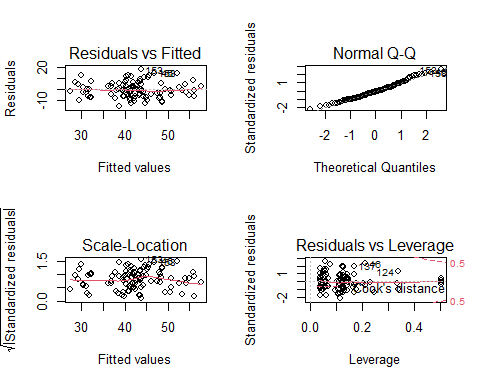 Residuals vs Fitted
Residuals
20
-10
153
30 40 50
Fitted values
Normal Q-Q
Standardized residuals
1
-2
-2 -1 0 1 2
Theoretical Quantiles
Scale-Location
√|Standardized residuals|
1.5
0.0
30 40 50
Fitted values
Residuals vs Leverage
Standardized residuals
1
-2
124
Cook's distance
0.5
0.5
0.0 0.2 0.4
Leverage